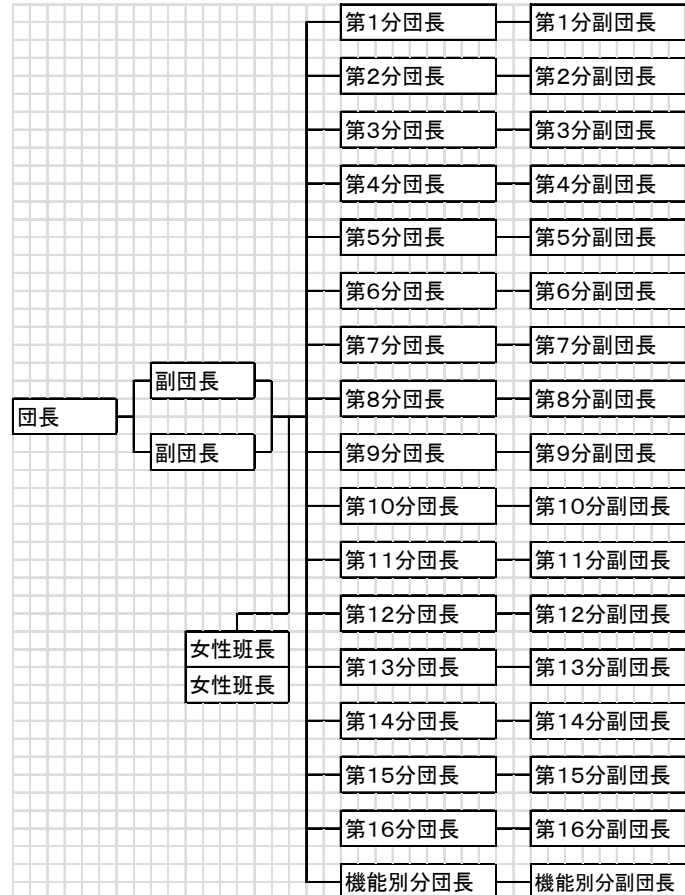 第1分団長 第1分副団長
第2分団長 第2分副団長
第3分団長 第3分副団長
第4分団長 第4分副団長
第5分団長 第5分副団長
第6分団長 第6分副団長
第7分団長 第7分副団長
副団長
第8分団長 第8分副団長
団長
副団長
第9分団長 第9分副団長
第10分団長 第10分副団長
第11分団長 第11分副団長
第12分団長 第12分副団長
女性班長
第13分団長 第13分副団長
女性班長
第14分団長 第14分副団長
第15分団長 第15分副団長
第16分団長 第16分副団長
機能別分団長 機能別分副団長